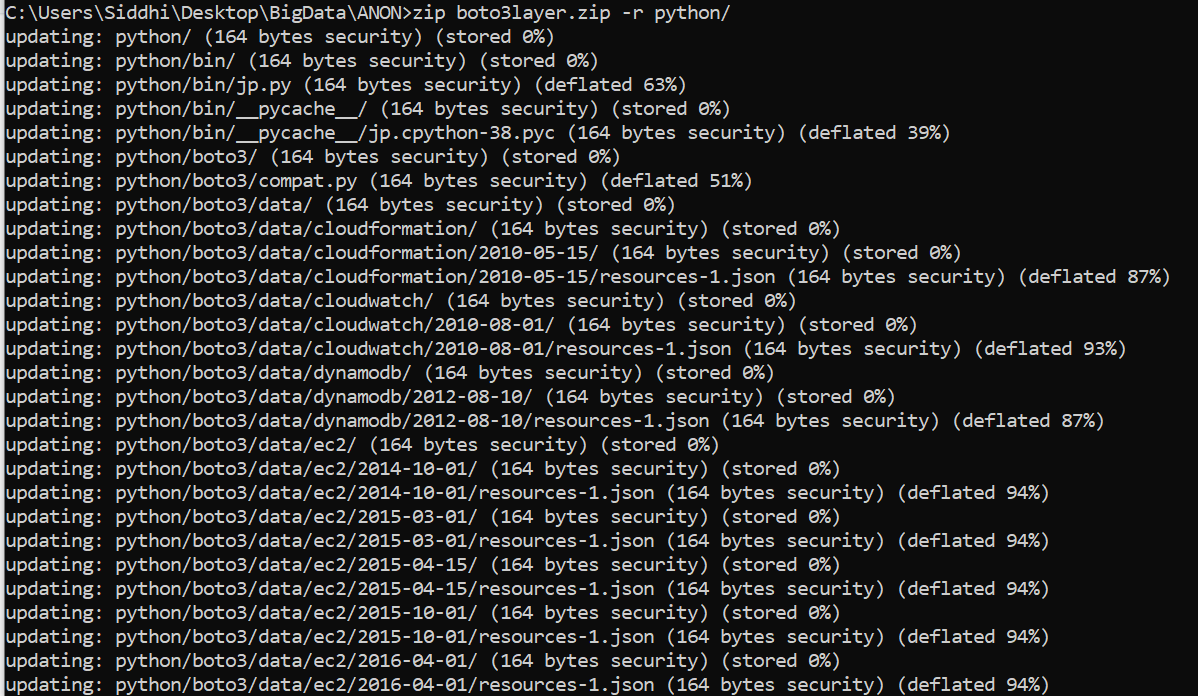 C:\Users\Siddhi\Desktop\BigData\ANON>zip boto3layer.zip -r python/
updating: python/ (164 bytes security) (stored 0%)
updating: python/bin/ (164 bytes security) (stored 0%)
updating: python/bin/jp.py (164 bytes security) (deflated 63%)
updating: python/bin/__pycache__/ (164 bytes security) (stored 0%)
updating: python/bin/__pycache__/jp.cpython-38.pyc (164 bytes security) (deflated 39%)
updating: python/boto3/ (164 bytes security) (stored 0%)
updating: python/boto3/compat.py (164 bytes security) (deflated 51%)
updating: python/boto3/data/ (164 bytes security) (stored 0%)
updating: python/boto3/data/cloudformation/ (164 bytes security) (stored 0%)
updating: python/boto3/data/cloudformation/2010-05-15/ (164 bytes security) (stored 0%)
updating: python/boto3/data/cloudformation/2010-05-15/resources-1.json (164 bytes security) (deflated 87%)
updating: python/boto3/data/cloudwatch/ (164 bytes security) (stored 0%)
updating: python/boto3/data/cloudwatch/2010-08-01/ (164 bytes security) (stored 0%)
updating: python/boto3/data/cloudwatch/2010-08-01/resources-1.json (164 bytes security) (deflated 93%)
updating: python/boto3/data/dynamodb/ (164 bytes security) (stored 0%)
updating: python/boto3/data/dynamodb/2012-08-10/ (164 bytes security) (stored 0%)
updating: python/boto3/data/dynamodb/2012-08-10/resources-1.json (164 bytes security) (deflated 87%)
updating: python/boto3/data/ec2/ (164 bytes security) (stored 0%)
updating: python/boto3/data/ec2/2014-10-01/ (164 bytes security) (stored 0%)
updating: python/boto3/data/ec2/2014-10-01/resources-1.json (164 bytes security) (deflated 94%)
updating: python/boto3/data/ec2/2015-03-01/ (164 bytes security) (stored 0%)
updating: python/boto3/data/ec2/2015-03-01/resources-1.json (164 bytes security) (deflated 94%)
updating: python/boto3/data/ec2/2015-04-15/ (164 bytes security) (stored 0%)
updating: python/boto3/data/ec2/2015-04-15/resources-1.json (164 bytes security) (deflated 94%)
updating: python/boto3/data/ec2/2015-10-01/ (164 bytes security) (stored 0%)
updating: python/boto3/data/ec2/2015-10-01/resources-1.json (164 bytes security) (deflated 94%)
updating: python/boto3/data/ec2/2016-04-01/ (164 bytes security) (stored 0%)
updating: python/boto3/data/ec2/2016-04-01/resources-1.json (164 bytes security) (deflated 94%)